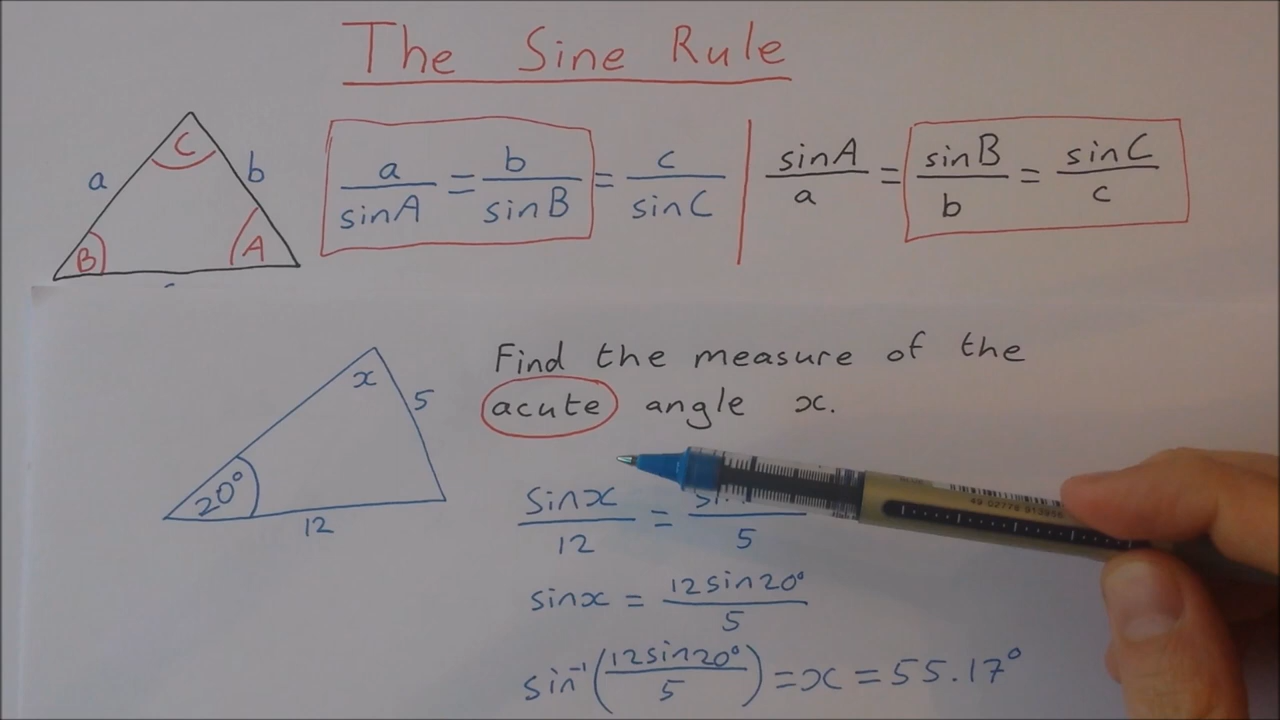 The Sine Rule
C
a
b
B
A
a/sinA = b/sinB = c/sinC
sinA/a = sinB/b = sinC/c
Find the measure of the
acute angle x.
x
5
20°
12
sinx/12 = /5
sinx = 12sin20°/5
sin⁻¹(12sin20°/5) = x = 55.17°